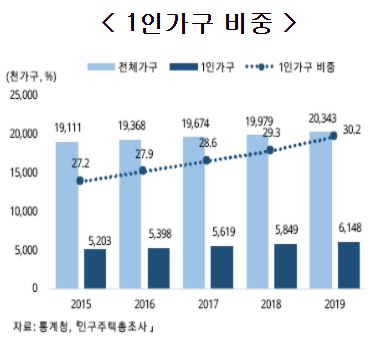 < 1인가구 비중 >
(천가구, %)
전체가구 1인가구 1인가구 비중
25,000
20,000
15,000
10,000
5,000
0
19,111 19,368 19,674 19,979 20,343
27.2 27.9 28.6 29.3 30.2
5,203 5,398 5,619 5,849 6,148
2015 2016 2017 2018 2019
자료: 통계청, 「인구주택총조사」